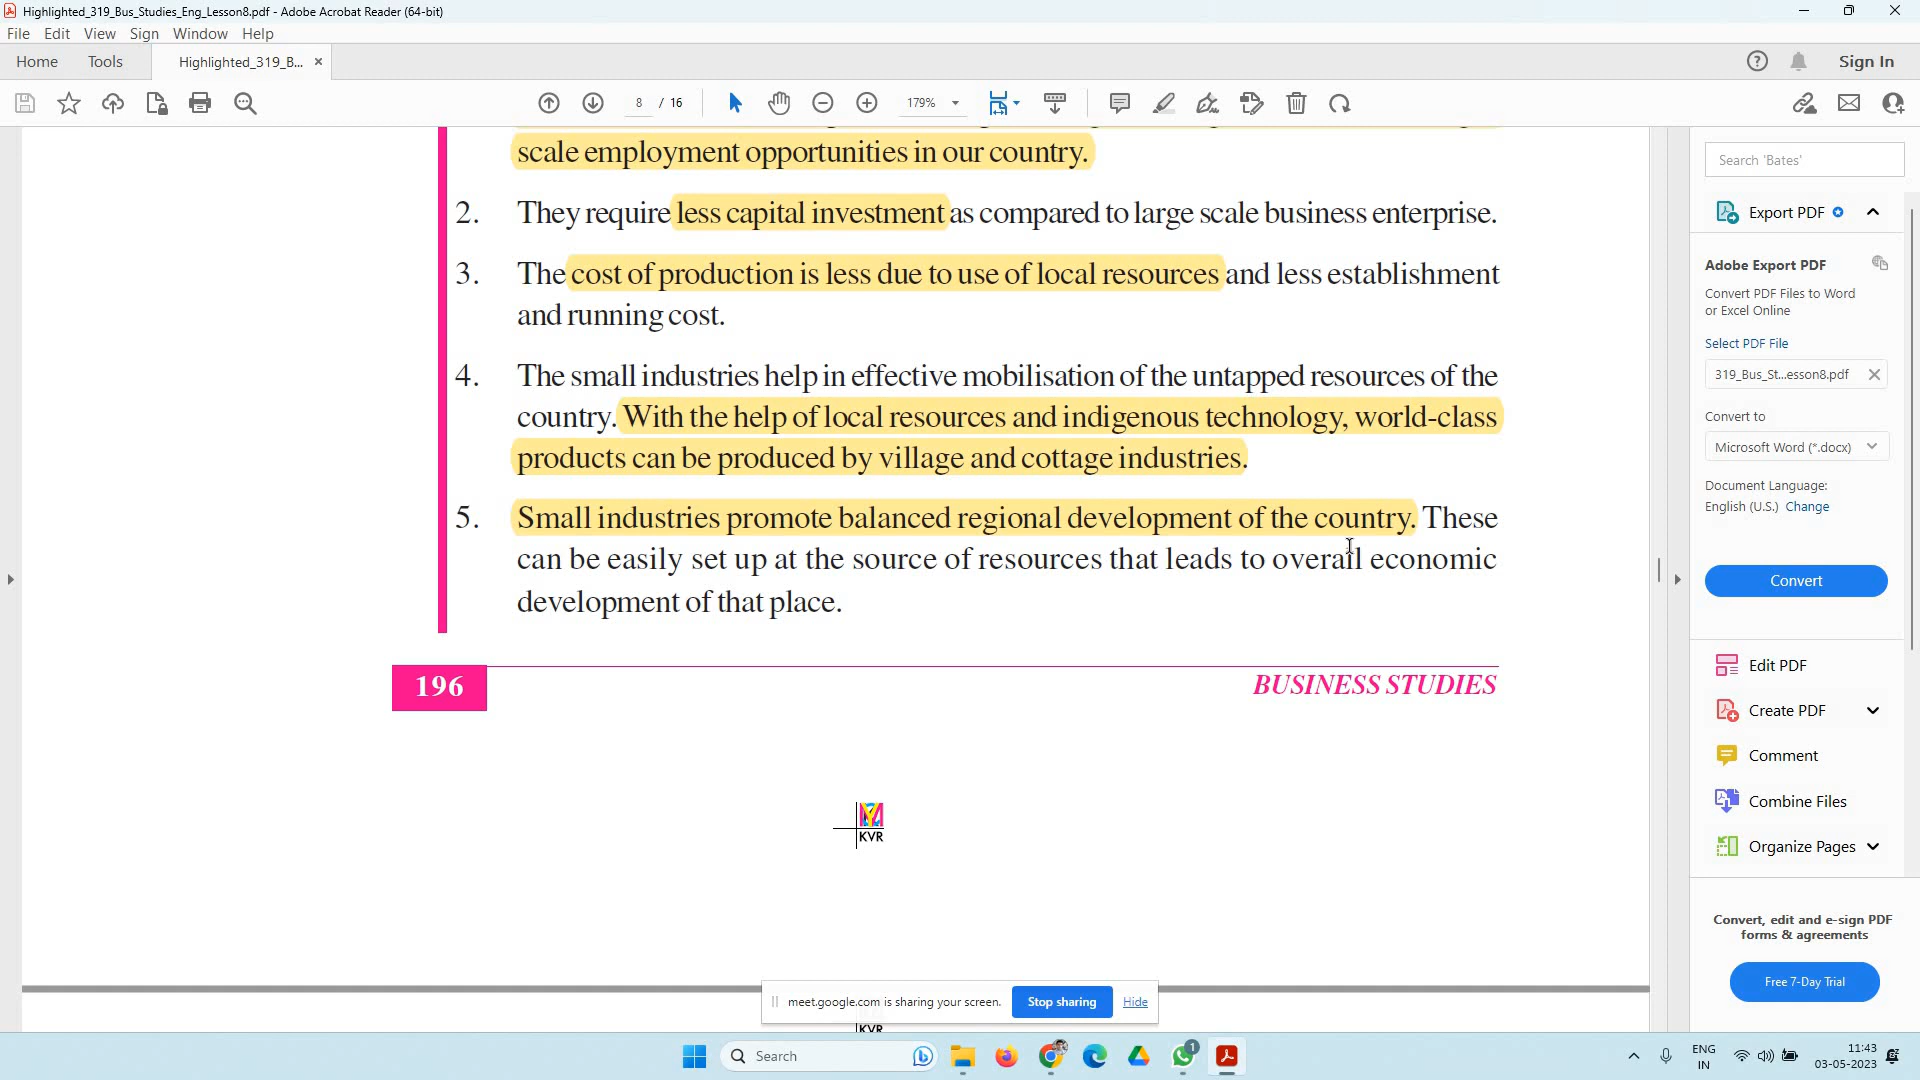 Highlighted_319_Bus_Studies_Eng_Lesson8.pdf - Adobe Acrobat Reader (64-bit)
File Edit View Sign Window Help
Home Tools Highlighted_319_B... × Sign In
8 / 16 179%
scale employment opportunities in our country.
2. They require less capital investment as compared to large scale business enterprise.
3. The cost of production is less due to use of local resources and less establishment
and running cost.
4. The small industries help in effective mobilisation of the untapped resources of the
country. With the help of local resources and indigenous technology, world-class
products can be produced by village and cottage industries.
5. Small industries promote balanced regional development of the country. These
can be easily set up at the source of resources that leads to overall economic
development of that place.
196 BUSINESS STUDIES
KVR
KVR
Search 'Bates'
Export PDF
Adobe Export PDF
Convert PDF Files to Word
or Excel Online
Select PDF File
319_Bus_St...esson8.pdf
Convert to
Microsoft Word (*.docx)
Document Language:
English (U.S.) Change
Convert
Edit PDF
Create PDF
Comment
Combine Files
Organize Pages
Convert, edit and e-sign PDF
forms & agreements
Free 7-Day Trial
meet.google.com is sharing your screen. Stop sharing Hide
Search
1
ENG
IN
11:43
03-05-2023